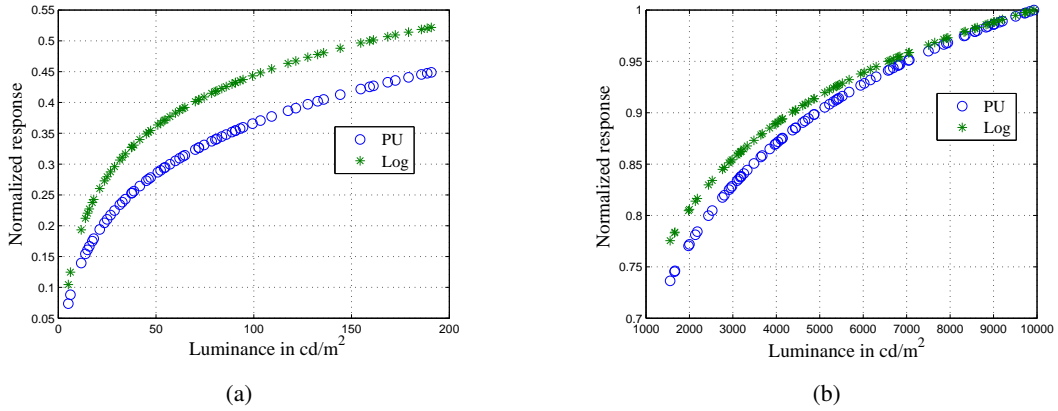 0.55
0.45
0.35
0.25
0.15
0.05
0.5
0.4
0.3
0.2
0.1
Normalized response
PU
Log
0 50 100 150 200
Luminance in cd/m²
(a)
1
0.95
0.9
0.85
0.8
0.75
0.7
Normalized response
PU
Log
1000 2000 3000 4000 5000 6000 7000 8000 9000 10000
Luminance in cd/m²
(b)